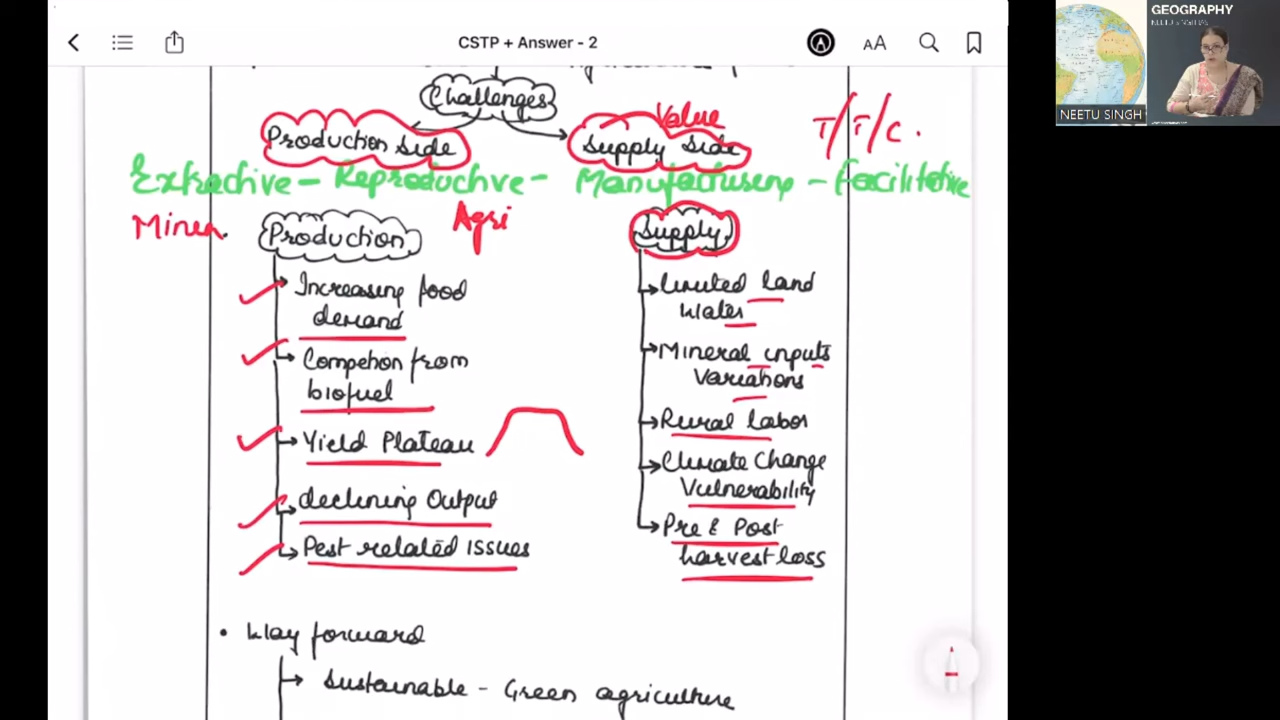 CSTP + Answer - 2
AA
GEOGRAPHY
NEETU SINGH
Challenges
Production Side
Value
Supply Side
T/T/C.
Extractive - Reproductive - Manufacturing - Facilitative
Miner.
Production
Agri
Supply
Increasing food
demand
Competion from
biofuel
Yield Plateau
declining Output
Pest related issues
Limited land
Water
Mineral inputs
Variations
Rural labor
Climate Change
Vulnerability
Pre & Post
harvest loss
• Way forward
Sustainable - Green agriculture